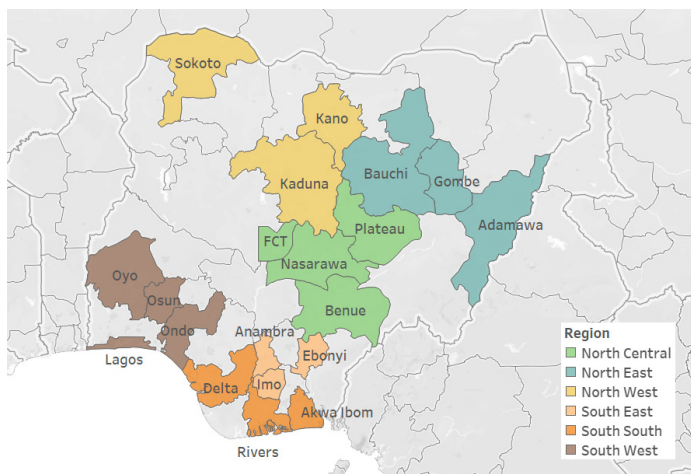 Sokoto
Kano
Kaduna
Bauchi
Gombe
Adamawa
FCT
Plateau
Nasarawa
Benue
Oyo
Osun
Ondo
Lagos
Anambra
Ebonyi
Imo
Delta
Akwa Ibom
Rivers
Region
North Central
North East
North West
South East
South South
South West